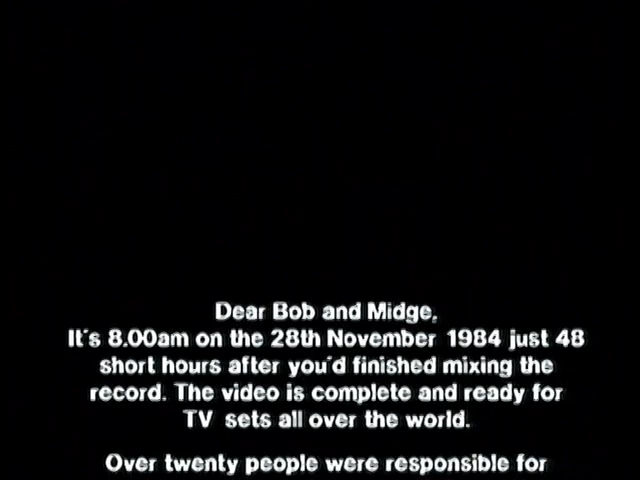 Dear Bob and Midge,
It's 8.00am on the 28th November 1984 just 48
short hours after you'd finished mixing the
record. The video is complete and ready for
TV sets all over the world.
Over twenty people were responsible for